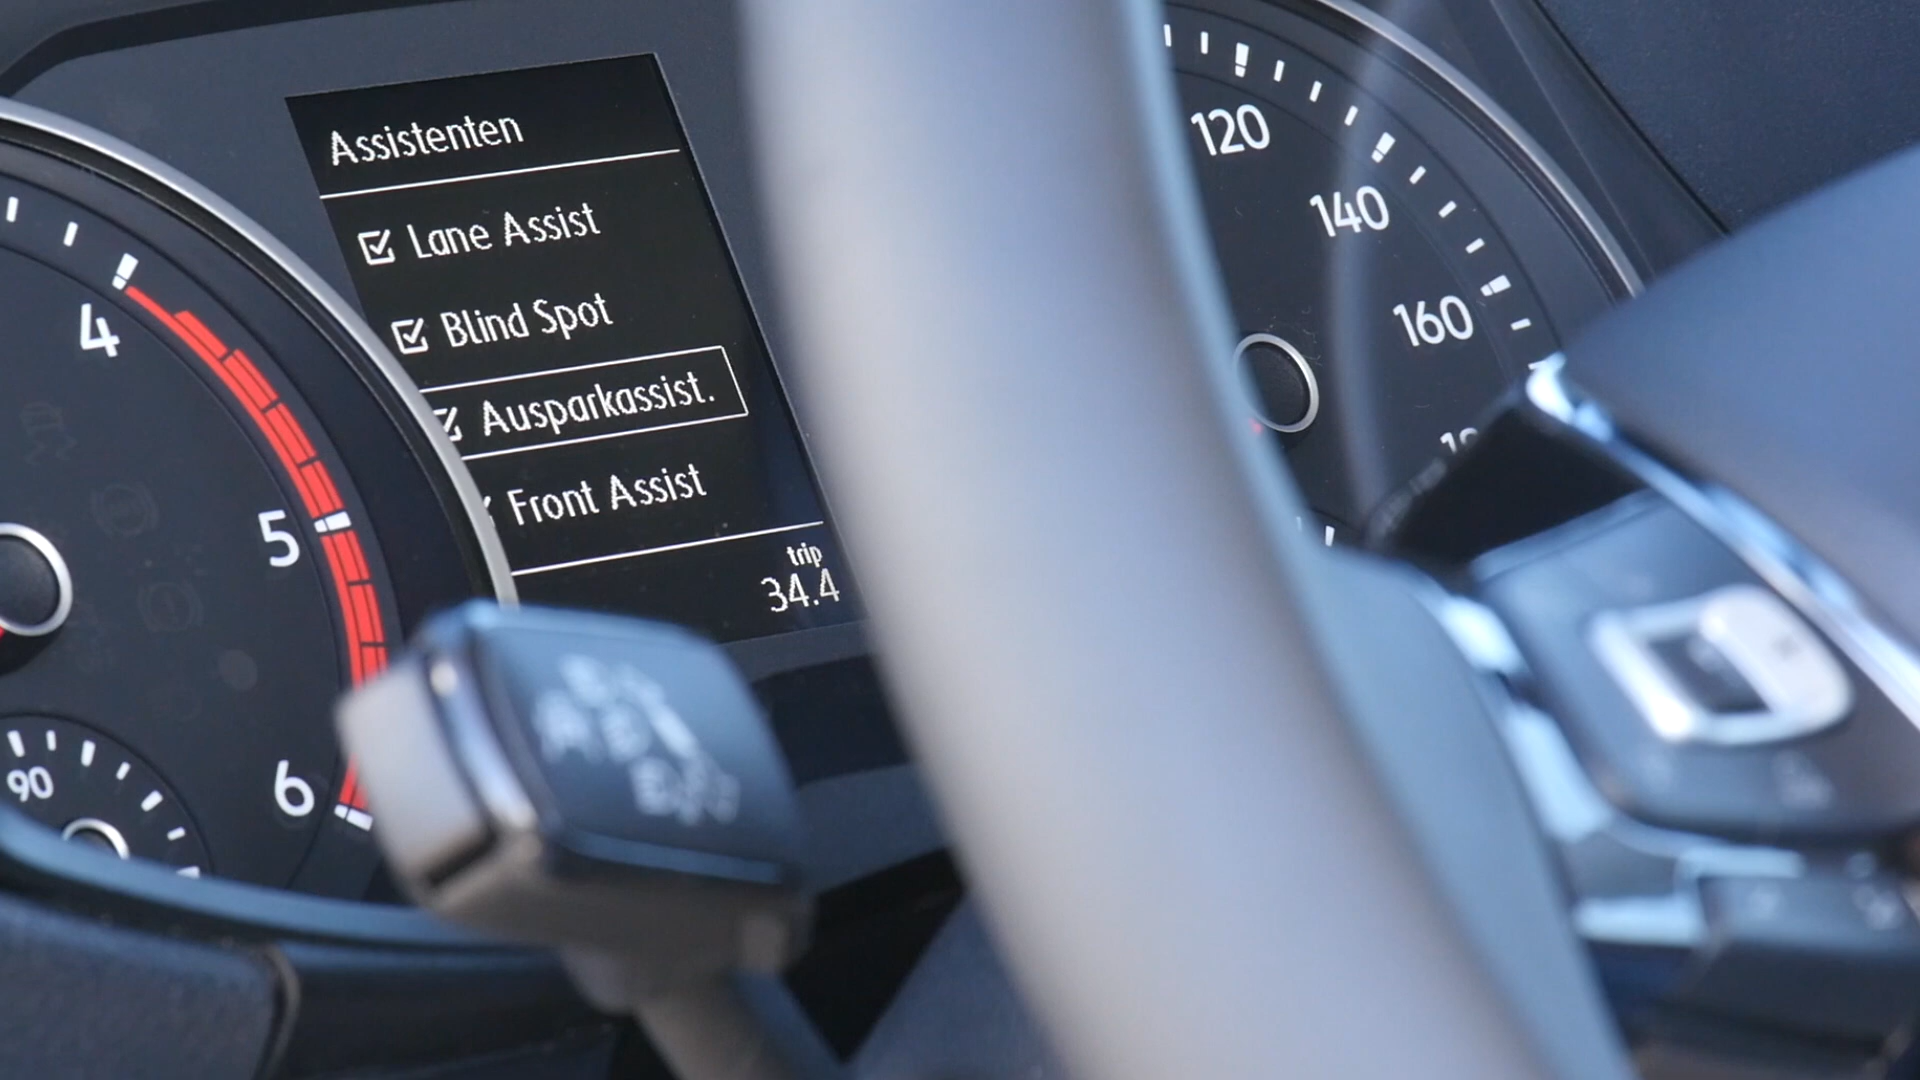 Assistenten
Lane Assist
Blind Spot
Ausparkassist.
Front Assist
trip
34.4
4
5
6
90
120
140
160